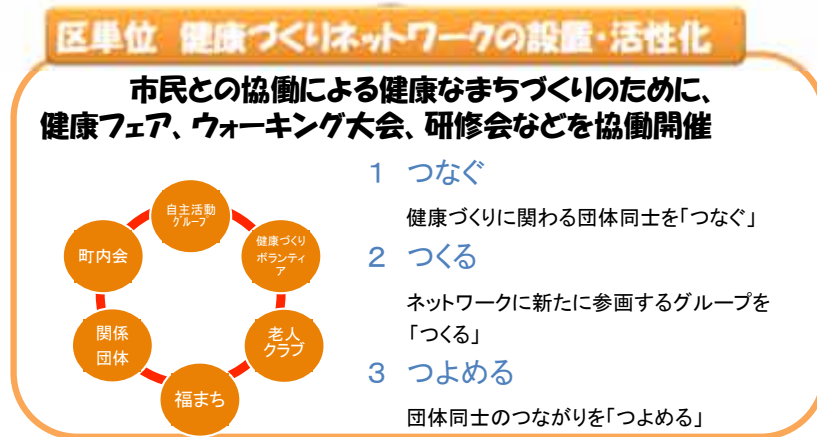 区単位 健康づくりネットワークの設置・活性化
市民との協働による健康なまちづくりのために、
健康フェア、ウォーキング大会、研修会などを協働開催
自主活動
グループ
健康づくり
ボランティ
ア
老人
クラブ
福まち
関係
団体
町内会
1 つなぐ
健康づくりに関わる団体同士を「つなぐ」
2 つくる
ネットワークに新たに参画するグループを
「つくる」
3 つよめる
団体同士のつながりを「つよめる」